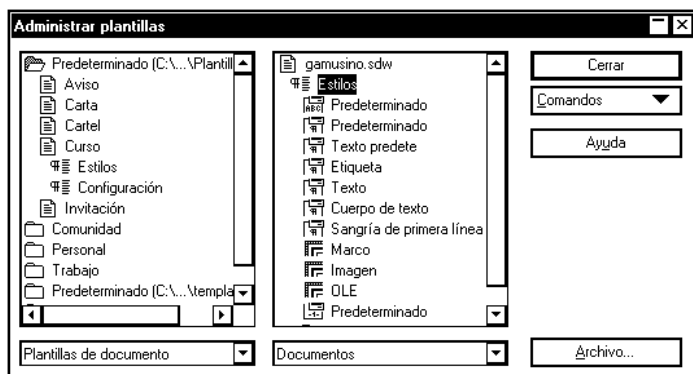 Administrar plantillas
Predeterminado (C:\...\Plantill
Aviso
Carta
Cartel
Curso
Estilos
Configuración
Invitación
Comunidad
Personal
Trabajo
Predeterminado (C:\...\templa
Plantillas de documento
gamusino.sdw
Estilos
Predeterminado
Predeterminado
Texto predete
Etiqueta
Texto
Cuerpo de texto
Sangría de primera línea
Marco
Imagen
OLE
Predeterminado
Documentos
Cerrar
Comandos
Ayuda
Archivo...